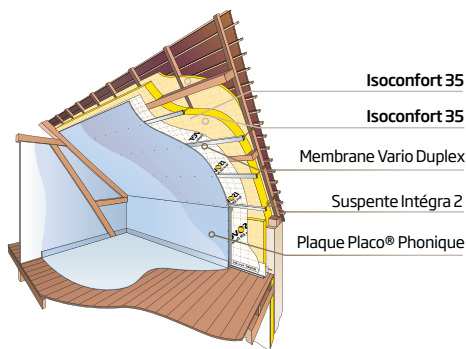 Isoconfort 35
Isoconfort 35
Membrane Vario Duplex
Suspente Intégra 2
Plaque Placo® Phonique